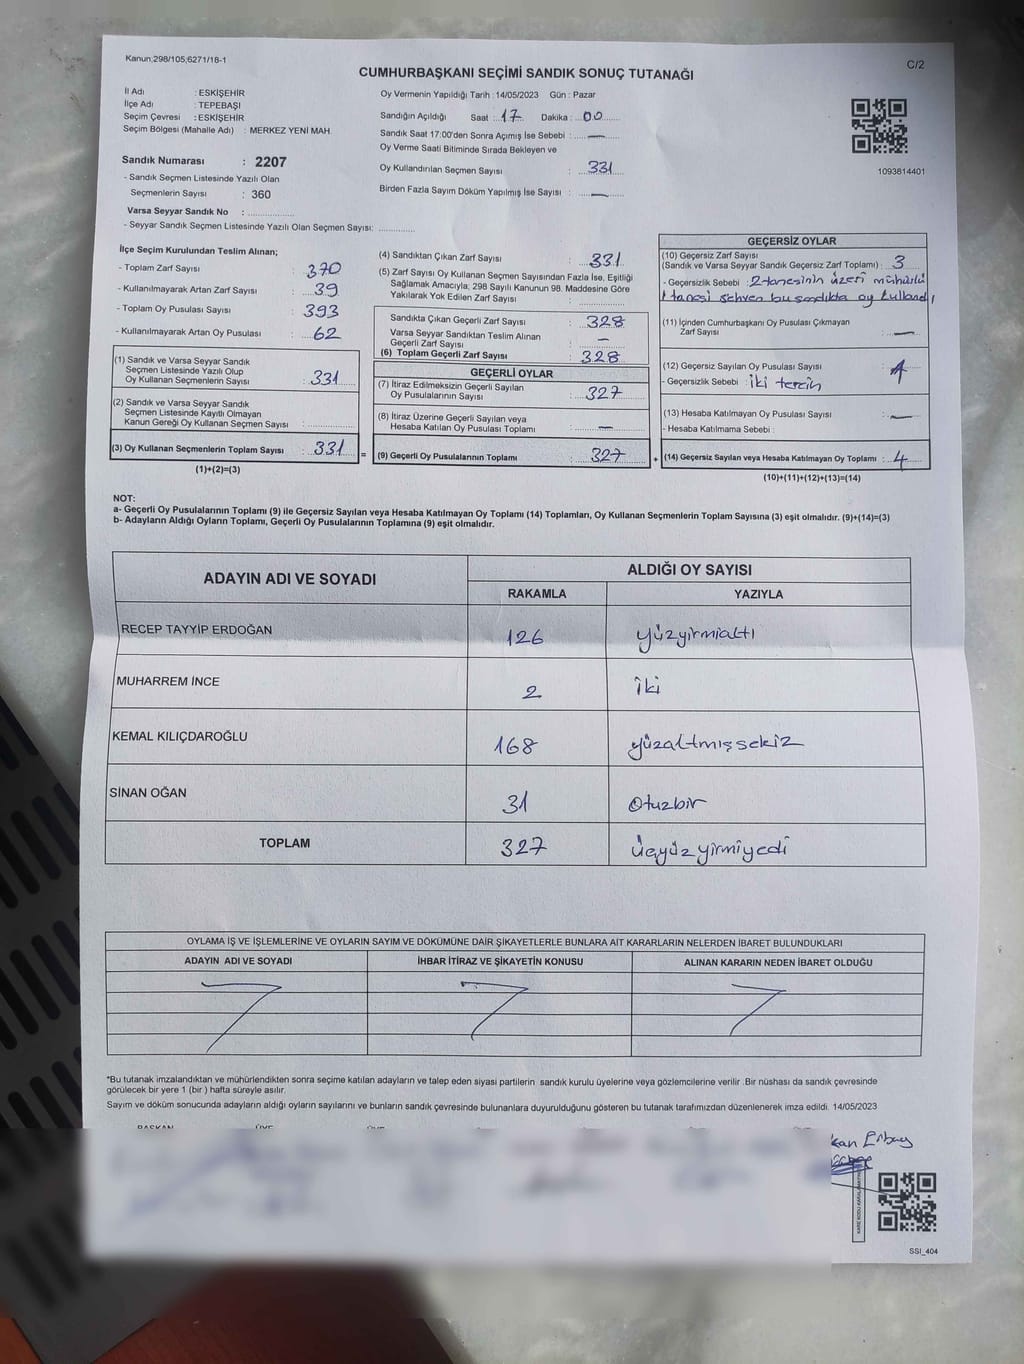 Kanun,298/105,6271/18-1
C/2
CUMHURBAŞKANI SEÇİMİ SANDIK SONUÇ TUTANAĞI
İl Adı : ESKİŞEHİR
İlçe Adı : TEPEBAŞI
Seçim Çevresi : ESKİŞEHİR
Seçim Bölgesi (Mahalle Adı) : MERKEZ YENİ MAH.
Sandık Numarası : 2207
- Sandık Seçmen Listesinde Yazılı Olan
Seçmenlerin Sayısı : 360
Varsa Seyyar Sandık No : ................
- Seyyar Sandık Seçmen Listesinde Yazılı Olan Seçmen Sayısı: .............
Oy Vermenin Yapıldığı Tarih : 14/05/2023 Gün : Pazar
Sandığın Açıldığı Saat : 17 Dakika : 00
Sandık Saat 17:00'den Sonra Açımış İse Sebebi : —
Oy Verme Saati Bitiminde Sırada Bekleyen ve
Oy Kullandırılan Seçmen Sayısı : 331
Birden Fazla Sayım Döküm Yapılmış İse Sayısı : —
1093814401
İlçe Seçim Kurulundan Teslim Alınan;
- Toplam Zarf Sayısı : 370
- Kullanılmayarak Artan Zarf Sayısı : 39
- Toplam Oy Pusulası Sayısı : 393
- Kullanılmayarak Artan Oy Pusulası : 62
(1) Sandık ve Varsa Seyyar Sandık
Seçmen Listesinde Yazılı Olup
Oy Kullanan Seçmenlerin Sayısı : 331
(2) Sandık ve Varsa Seyyar Sandık
Seçmen Listesinde Kayıtlı Olmayan
Kanun Gereği Oy Kullanan Seçmen Sayısı : ............
(3) Oy Kullanan Seçmenlerin Toplam Sayısı : 331 =
(1)+(2)=(3)
(4) Sandıktan Çıkan Zarf Sayısı : 331
(5) Zarf Sayısı Oy Kullanan Seçmen Sayısından Fazla İse, Eşitliği
Sağlamak Amacıyla; 298 Sayılı Kanunun 98. Maddesine Göre
Yakılarak Yok Edilen Zarf Sayısı : ............
Sandıkta Çıkan Geçerli Zarf Sayısı : 328
Varsa Seyyar Sandıktan Teslim Alınan
Geçerli Zarf Sayısı : —
(6) Toplam Geçerli Zarf Sayısı : 328
GEÇERLİ OYLAR
(7) İtiraz Edilmeksizin Geçerli Sayılan
Oy Pusulalarının Sayısı : 327
(8) İtiraz Üzerine Geçerli Sayılan veya
Hesaba Katılan Oy Pusulası Toplamı : —
(9) Geçerli Oy Pusulalarının Toplamı : 327 +
GEÇERSİZ OYLAR
(10) Geçersiz Zarf Sayısı
(Sandık ve Varsa Seyyar Sandık Geçersiz Zarf Toplamı) : 3
- Geçersizlik Sebebi : 2 tanesinin üzeri mühürlü
1 tanesi sehven bu sandıkta oy kullandı
(11) İçinden Cumhurbaşkanı Oy Pusulası Çıkmayan
Zarf Sayısı : —
(12) Geçersiz Sayılan Oy Pusulası Sayısı : 1
- Geçersizlik Sebebi : iki tercih
(13) Hesaba Katılmayan Oy Pusulası Sayısı : —
- Hesaba Katılmama Sebebi :
(14) Geçersiz Sayılan veya Hesaba Katılmayan Oy Toplamı : 4
(10)+(11)+(12)+(13)=(14)
NOT:
a- Geçerli Oy Pusulalarının Toplamı (9) ile Geçersiz Sayılan veya Hesaba Katılmayan Oy Toplamı (14) Toplamları, Oy Kullanan Seçmenlerin Toplam Sayısına (3) eşit olmalıdır. (9)+(14)=(3)
b- Adayların Aldığı Oyların Toplamı, Geçerli Oy Pusulalarının Toplamına (9) eşit olmalıdır.
ADAYIN ADI VE SOYADI
ALDIĞI OY SAYISI
RAKAMLA YAZIYLA
RECEP TAYYİP ERDOĞAN 126 yüzyirmialtı
MUHARREM İNCE 2 iki
KEMAL KILIÇDAROĞLU 168 yüzaltmışsekiz
SİNAN OĞAN 31 otuzbir
TOPLAM 327 üçyüzyirmiyedi
OYLAMA İŞ VE İŞLEMLERİNE VE OYLARIN SAYIM VE DÖKÜMÜNE DAİR ŞİKAYETLERLE BUNLARA AİT KARARLARIN NELERDEN İBARET BULUNDUKLARI
ADAYIN ADI VE SOYADI İHBAR İTİRAZ VE ŞİKAYETİN KONUSU ALINAN KARARIN NEDEN İBARET OLDUĞU
*Bu tutanak imzalandıktan ve mühürlendikten sonra seçime katılan adayların ve talep eden siyasi partilerin sandık kurulu üyelerine veya gözlemcilerine verilir .Bir nüshası da sandık çevresinde
görülecek bir yere 1 (bir ) hafta süreyle asılır.
Sayım ve döküm sonucunda adayların aldığı oyların sayılarını ve bunların sandık çevresinde bulunanlara duyurulduğunu gösteren bu tutanak tarafımızdan düzenlenerek imza edildi. 14/05/2023
BAŞKAN ÜYE ÜYE
kan Erbay
SSİ_404